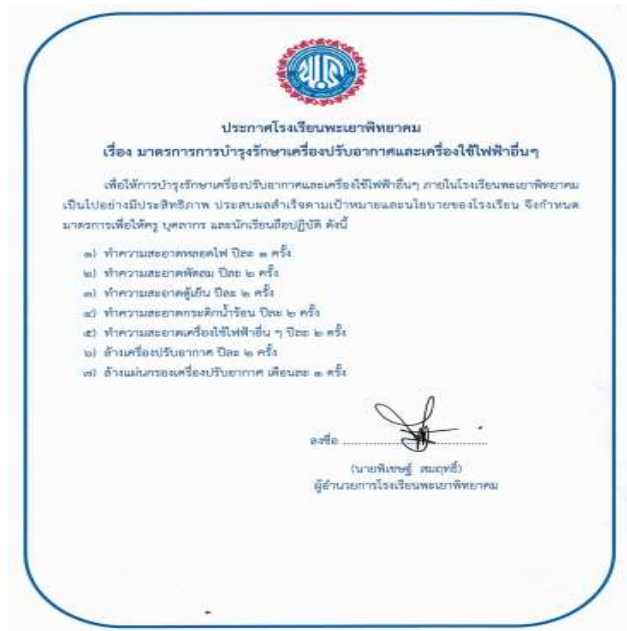 พ.ย.
ประกาศโรงเรียนพะเยาพิทยาคม
เรื่อง มาตรการการบำรุงรักษาเครื่องปรับอากาศและเครื่องใช้ไฟฟ้าอื่นๆ
เพื่อให้การบำรุงรักษาเครื่องปรับอากาศและเครื่องใช้ไฟฟ้าอื่นๆ ภายในโรงเรียนพะเยาพิทยาคม
เป็นไปอย่างมีประสิทธิภาพ ประสบผลสำเร็จตามเป้าหมายและนโยบายของโรงเรียน จึงกำหนด
มาตรการเพื่อให้ครู บุคลากร และนักเรียนถือปฏิบัติ ดังนี้
๑) ทำความสะอาดหลอดไฟ ปีละ ๑ ครั้ง
๒) ทำความสะอาดพัดลม ปีละ ๒ ครั้ง
๓) ทำความสะอาดตู้เย็น ปีละ ๒ ครั้ง
๔) ทำความสะอาดกระติกน้ำร้อน ปีละ ๒ ครั้ง
๕) ทำความสะอาดเครื่องใช้ไฟฟ้าอื่น ๆ ปีละ ๒ ครั้ง
๖) ล้างเครื่องปรับอากาศ ปีละ ๒ ครั้ง
๗) ล้างแผ่นกรองเครื่องปรับอากาศ เดือนละ ๑ ครั้ง
ลงชื่อ
(นายพิเชษฐ์ สมฤทธิ์)
ผู้อำนวยการโรงเรียนพะเยาพิทยาคม